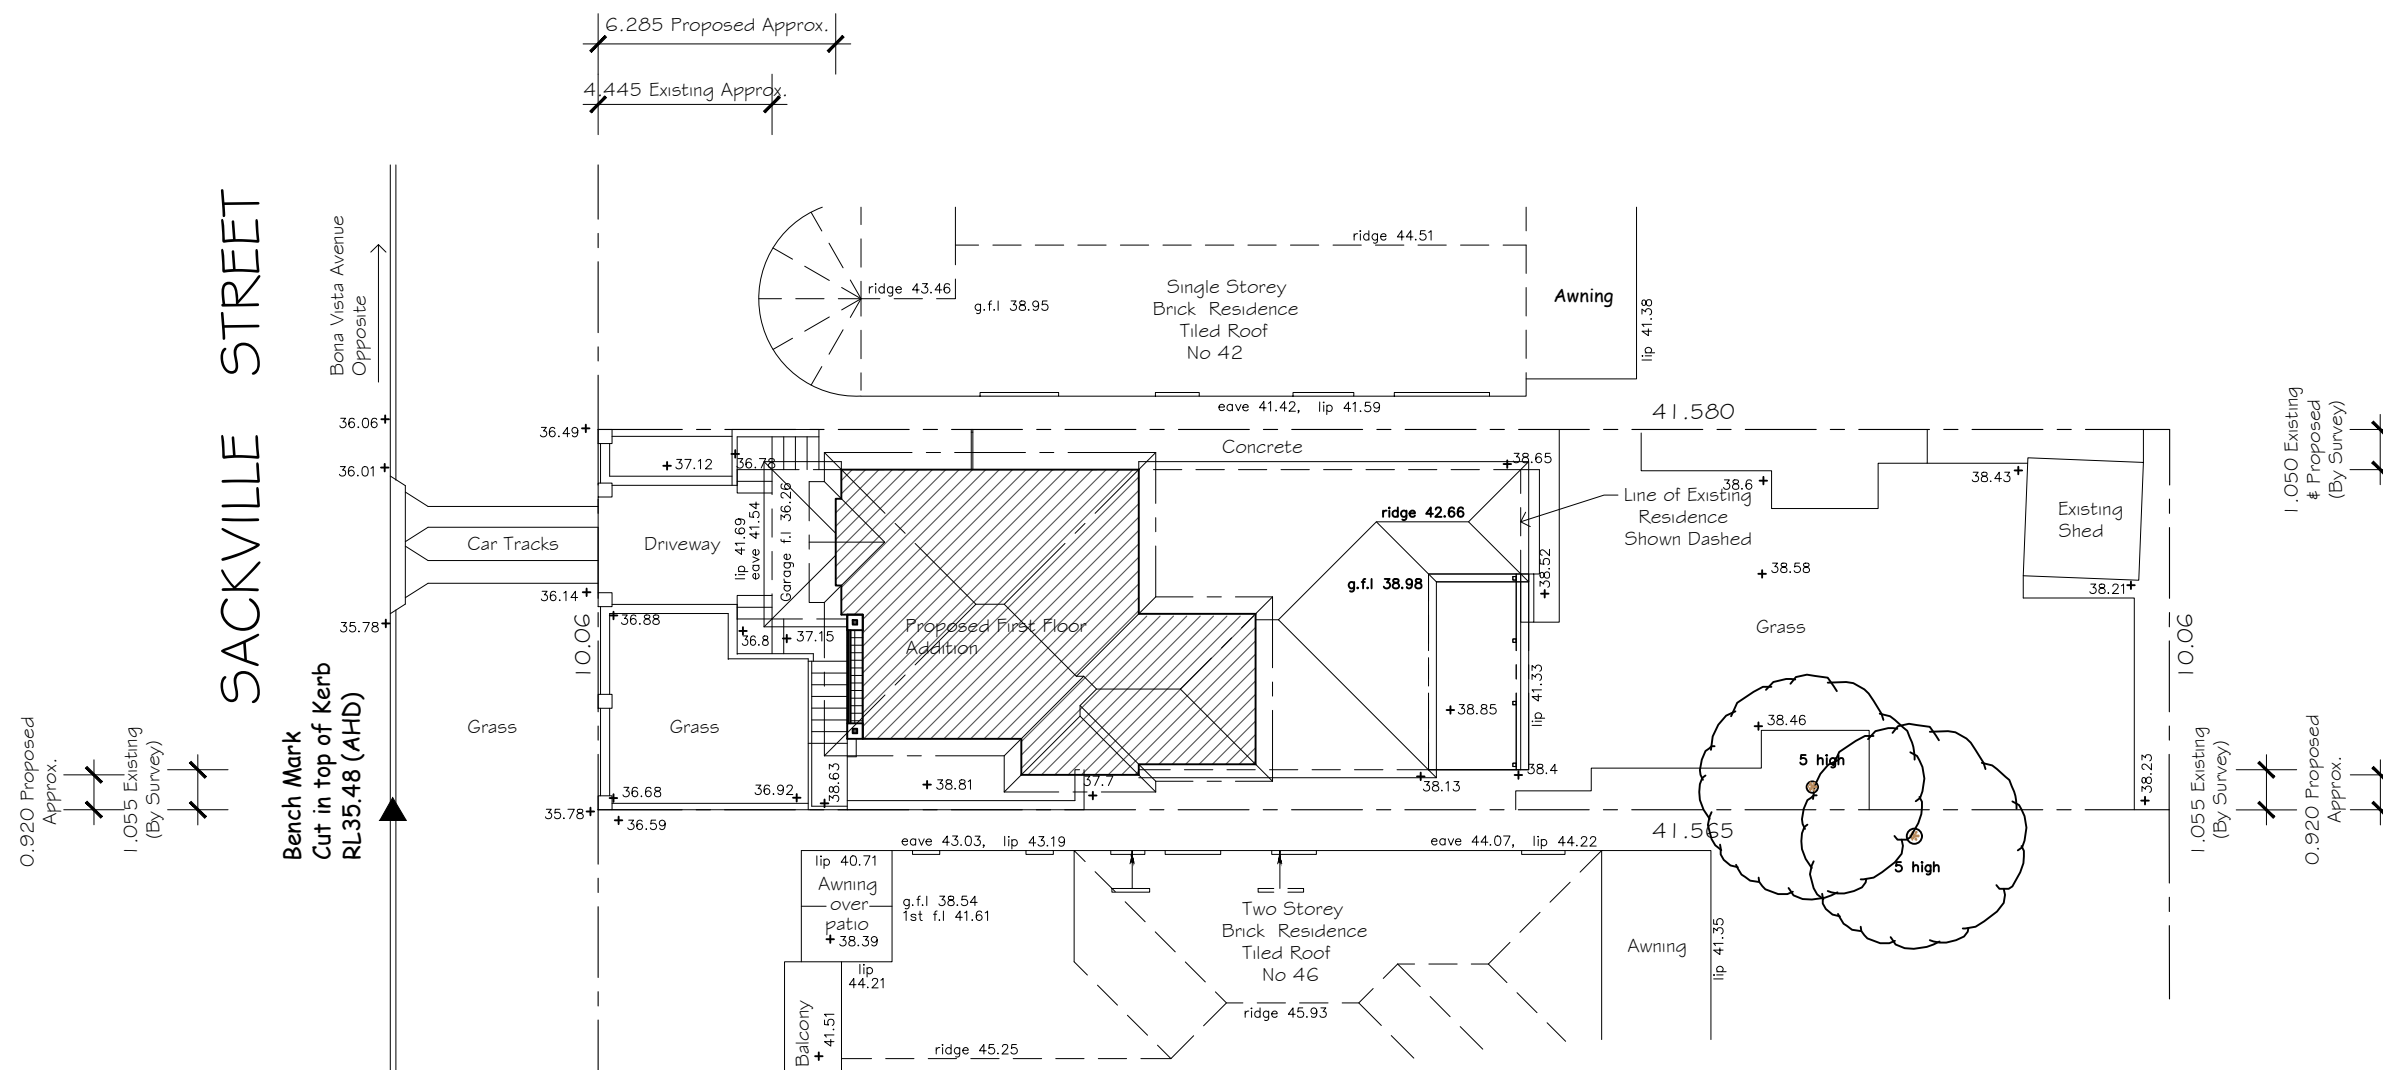 6.285 Proposed Approx.
4.445 Existing Approx.
SACKVILLE STREET
Bona Vista Avenue
Opposite
ridge 44.51
ridge 43.46
g.f.l 38.95
Single Storey
Brick Residence
Tiled Roof
No 42
Awning
lip 41.38
eave 41.42, lip 41.59
41.580
36.06
36.01
36.49
Concrete
37.12
36.78
38.65
38.6
38.43
1.050 Existing
& Proposed
(By Survey)
Line of Existing
Residence
Shown Dashed
ridge 42.66
Existing
Shed
Car Tracks
Driveway
lip 41.69
eave 41.54
Garage f.l 36.26
g.f.l 38.98
38.52
38.58
38.21
36.14
35.78
36.88
36.8
37.15
Proposed First Floor
Addition
Grass
10.06
10.06
Bench Mark
Cut in top of Kerb
RL35.48 (AHD)
Grass
Grass
38.85
lip 41.33
38.46
5 high
0.920 Proposed
Approx.
1.055 Existing
(By Survey)
36.68
36.92
38.63
38.81
37.7
38.13
38.4
38.23
1.055 Existing
(By Survey)
0.920 Proposed
Approx.
35.78
36.59
41.565
5 high
eave 43.03, lip 43.19
eave 44.07, lip 44.22
lip 40.71
Awning
over
patio
38.39
g.f.l 38.54
1st f.l 41.61
lip
44.21
Two Storey
Brick Residence
Tiled Roof
No 46
ridge 45.93
Awning
lip 41.35
Balcony
41.51
ridge 45.25